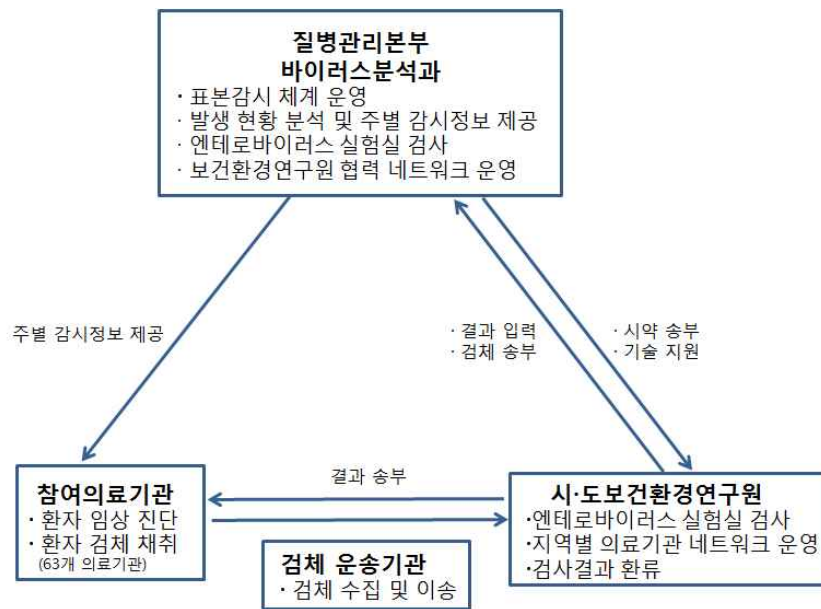 질병관리본부
바이러스분석과
· 표본감시 체계 운영
· 발생 현황 분석 및 주별 감시정보 제공
· 엔테로바이러스 실험실 검사
· 보건환경연구원 협력 네트워크 운영
주별 감시정보 제공
· 결과 입력
· 검체 송부
· 시약 송부
· 기술 지원
참여의료기관
· 환자 임상 진단
· 환자 검체 채취
(63개 의료기관)
결과 송부
검체 운송기관
· 검체 수집 및 이송
시·도보건환경연구원
·엔테로바이러스 실험실 검사
·지역별 의료기관 네트워크 운영
·검사결과 환류